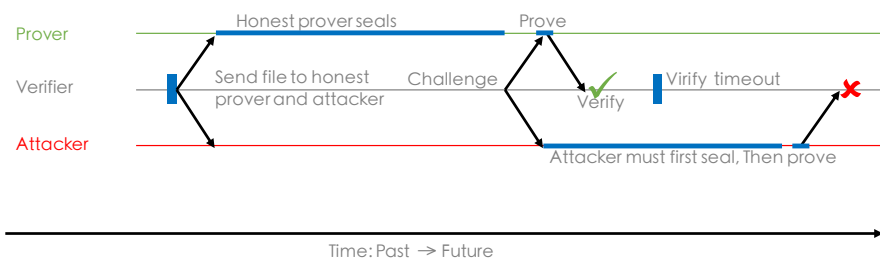 Honest prover seals
Prove
Prover
Send file to honest
prover and attacker
Challenge
Verifier
Virify timeout
Verify
Attacker
Attacker must first seal, Then prove
Time: Past → Future